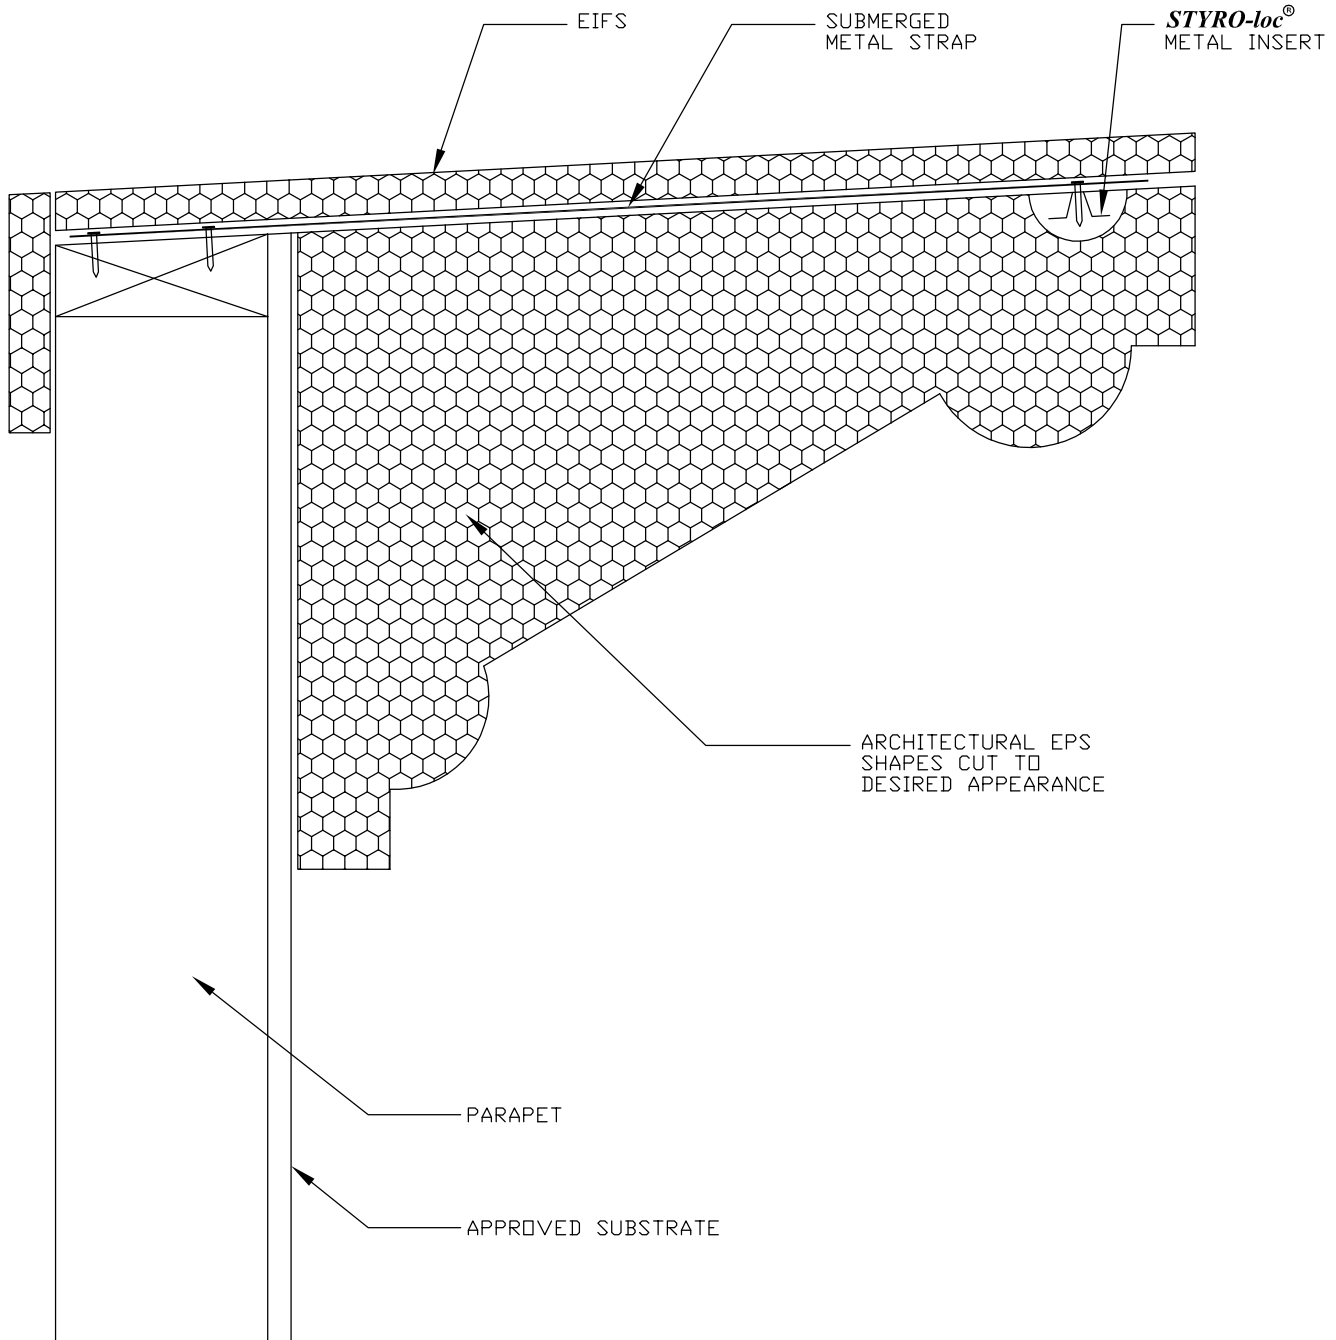 EIFS
SUBMERGED
METAL STRAP
STYRO-loc®
METAL INSERT
ARCHITECTURAL EPS
SHAPES CUT TO
DESIRED APPEARANCE
PARAPET
APPROVED SUBSTRATE